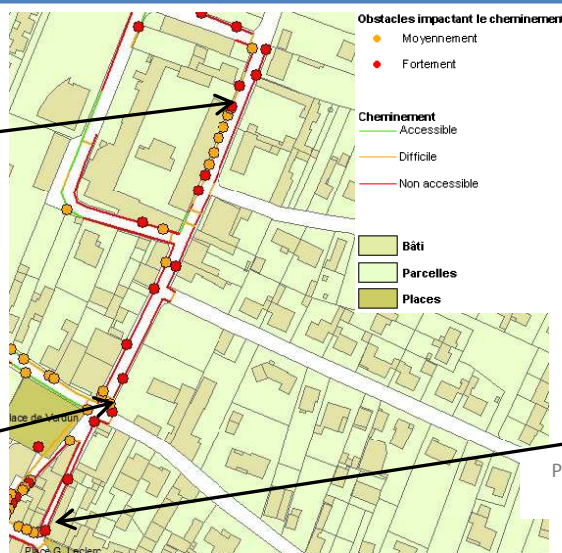 Obstacles impactant le cheminement
Moyennement
Fortement
Cheminement
Accessible
Difficile
Non accessible
Bâti
Parcelles
Places
lace de Verdun
P
Place G. Leclerc